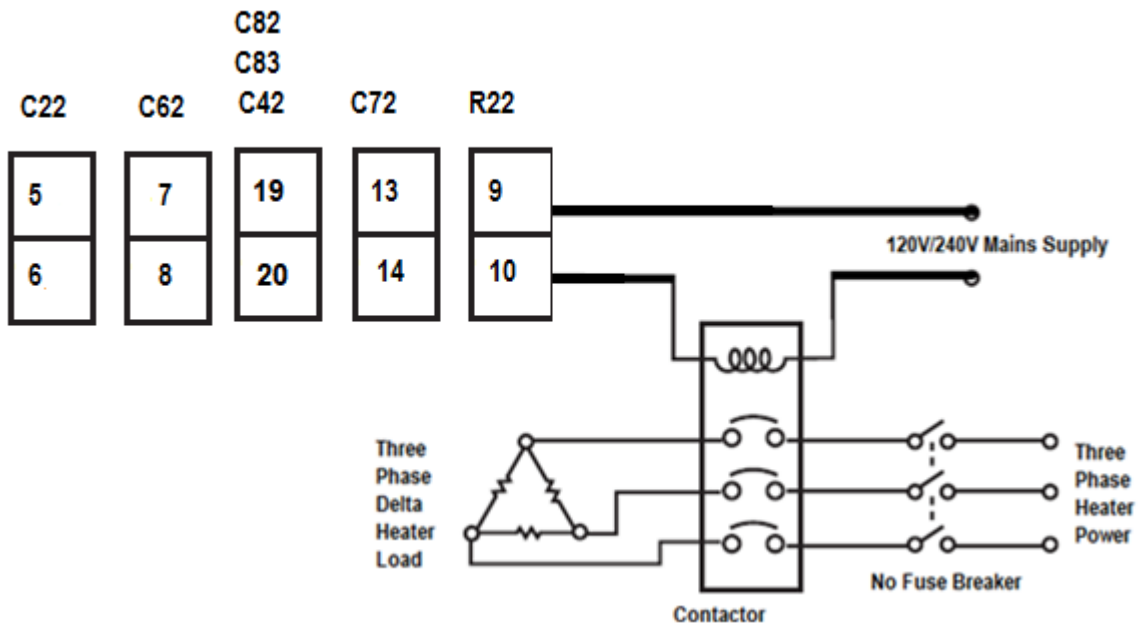 C82
C83
C22 C62 C42 C72 R22
5 7 19 13 9
6 8 20 14 10
120V/240V Mains Supply
Three
Phase
Delta
Heater
Load
Three
Phase
Heater
Power
No Fuse Breaker
Contactor